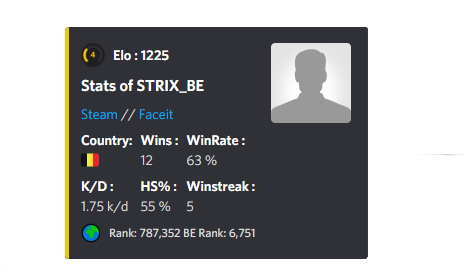 4 Elo : 1225
Stats of STRIX_BE
Steam // Faceit
Country: Wins : WinRate :
12 63 %
K/D : HS% : Winstreak :
1.75 k/d 55 % 5
Rank: 787,352 BE Rank: 6,751